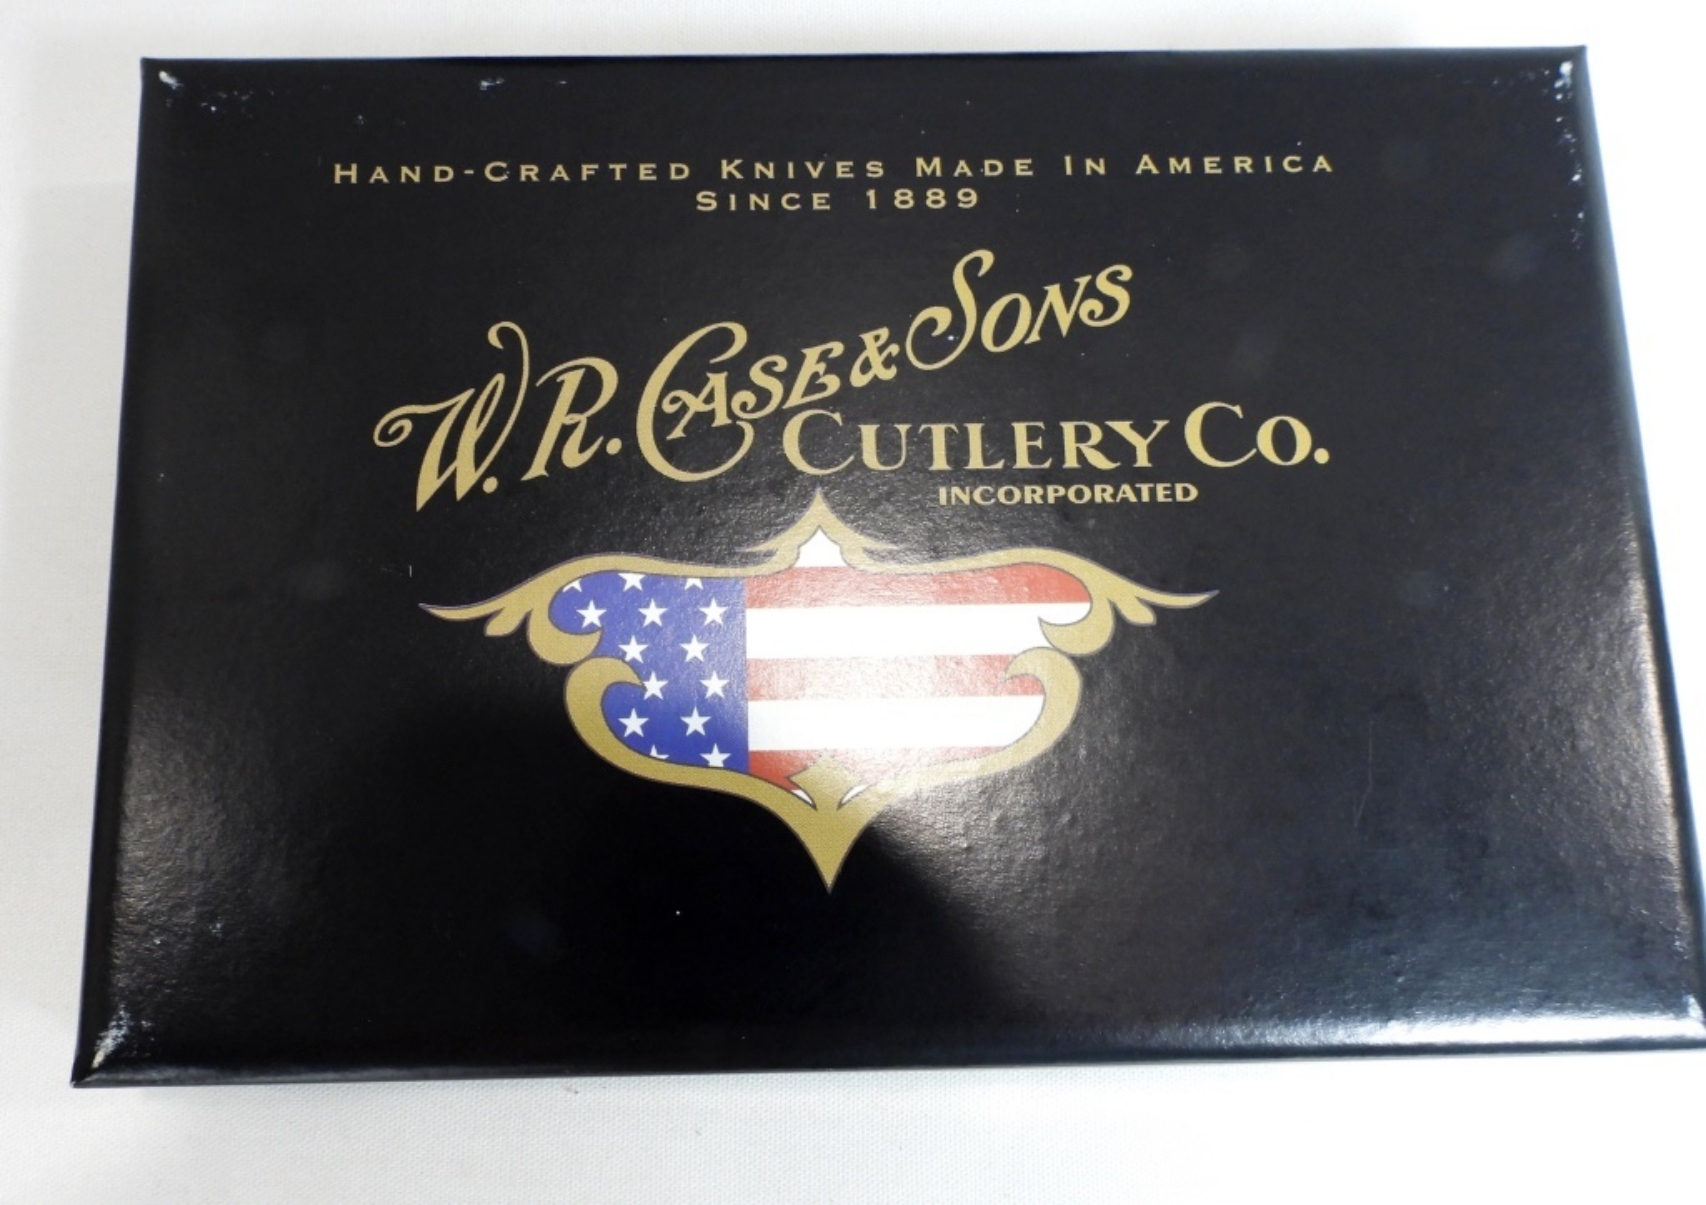 Hand-Crafted Knives Made In America
Since 1889
W.R. Case & Sons
Cutlery Co.
INCORPORATED